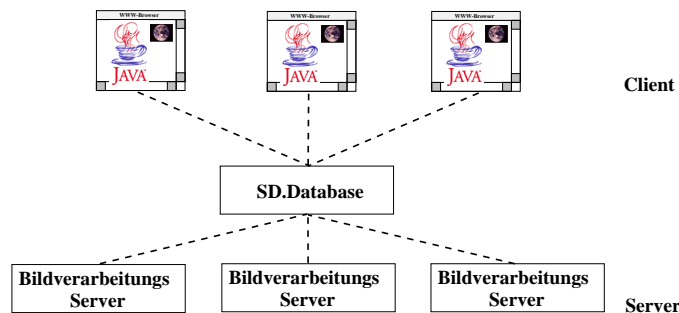 WWW-Browser WWW-Browser WWW-Browser
JAVA JAVA JAVA
Client
SD.Database
Bildverarbeitungs Bildverarbeitungs Bildverarbeitungs
Server Server Server
Server